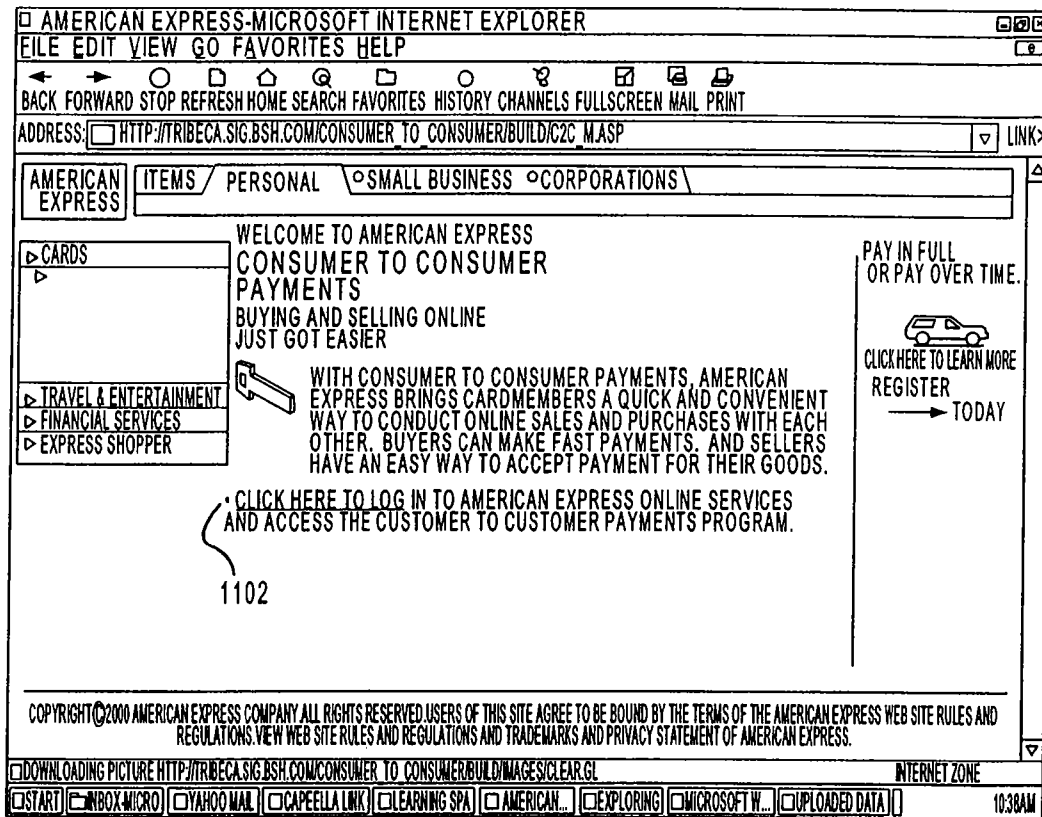 AMERICAN EXPRESS-MICROSOFT INTERNET EXPLORER
FILE EDIT VIEW GO FAVORITES HELP
e
BACK FORWARD STOP REFRESH HOME SEARCH FAVORITES HISTORY CHANNELS FULLSCREEN MAIL PRINT
ADDRESS: HTTP://TRIBECA.SIG.BSH.COM/CONSUMER_TO_CONSUMER/BUILD/C2C_M.ASP
LINK>
AMERICAN
EXPRESS
ITEMS PERSONAL SMALL BUSINESS CORPORATIONS
CARDS
TRAVEL & ENTERTAINMENT
FINANCIAL SERVICES
EXPRESS SHOPPER
WELCOME TO AMERICAN EXPRESS
CONSUMER TO CONSUMER
PAYMENTS
BUYING AND SELLING ONLINE
JUST GOT EASIER
WITH CONSUMER TO CONSUMER PAYMENTS, AMERICAN
EXPRESS BRINGS CARDMEMBERS A QUICK AND CONVENIENT
WAY TO CONDUCT ONLINE SALES AND PURCHASES WITH EACH
OTHER. BUYERS CAN MAKE FAST PAYMENTS. AND SELLERS
HAVE AN EASY WAY TO ACCEPT PAYMENT FOR THEIR GOODS.
· CLICK HERE TO LOG IN TO AMERICAN EXPRESS ONLINE SERVICES
AND ACCESS THE CUSTOMER TO CUSTOMER PAYMENTS PROGRAM.
1102
PAY IN FULL
OR PAY OVER TIME.
CLICK HERE TO LEARN MORE
REGISTER
TODAY
COPYRIGHT©2000 AMERICAN EXPRESS COMPANY ALL RIGHTS RESERVED.USERS OF THIS SITE AGREE TO BE BOUND BY THE TERMS OF THE AMERICAN EXPRESS WEB SITE RULES AND
REGULATIONS.VIEW WEB SITE RULES AND REGULATIONS AND TRADEMARKS AND PRIVACY STATEMENT OF AMERICAN EXPRESS.
DOWNLOADING PICTURE HTTP://TRIBECA.SIG.BSH.COM/CONSUMER_TO_CONSUMER/BUILD/IMAGES/CLEAR.GL INTERNET ZONE
START INBOX-MICRO YAHOO MAIL CAPEELLA LINK LEARNING SPA AMERICAN... EXPLORING MICROSOFT W... UPLOADED DATA 10:38AM